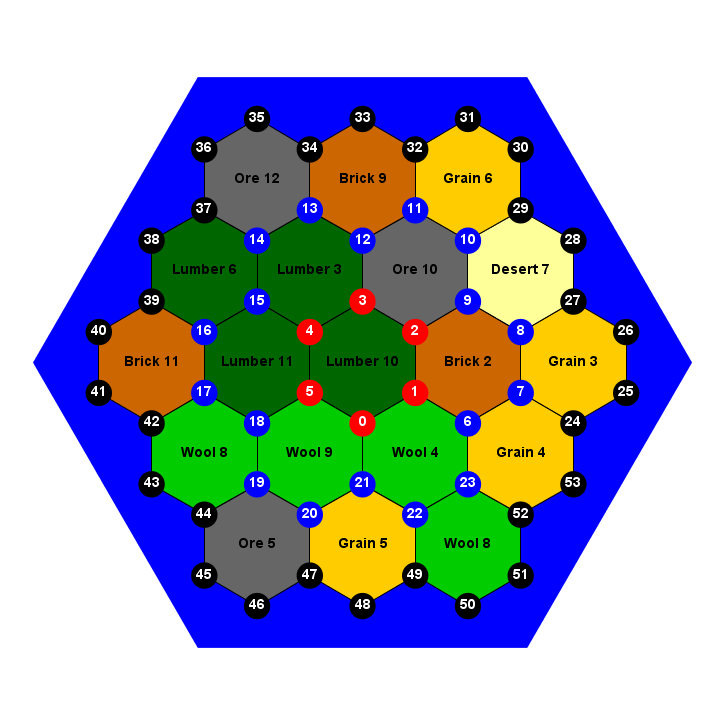 35 33 31
36 34 32 30
Ore 12 Brick 9 Grain 6
37 13 11 29
38 14 12 10 28
Lumber 6 Lumber 3 Ore 10 Desert 7
39 15 3 9 27
40 16 4 2 8 26
Brick 11 Lumber 11 Lumber 10 Brick 2 Grain 3
41 17 5 1 7 25
42 18 0 6 24
Wool 8 Wool 9 Wool 4 Grain 4
43 19 21 23 53
44 20 22 52
Ore 5 Grain 5 Wool 8
45 47 49 51
46 48 50